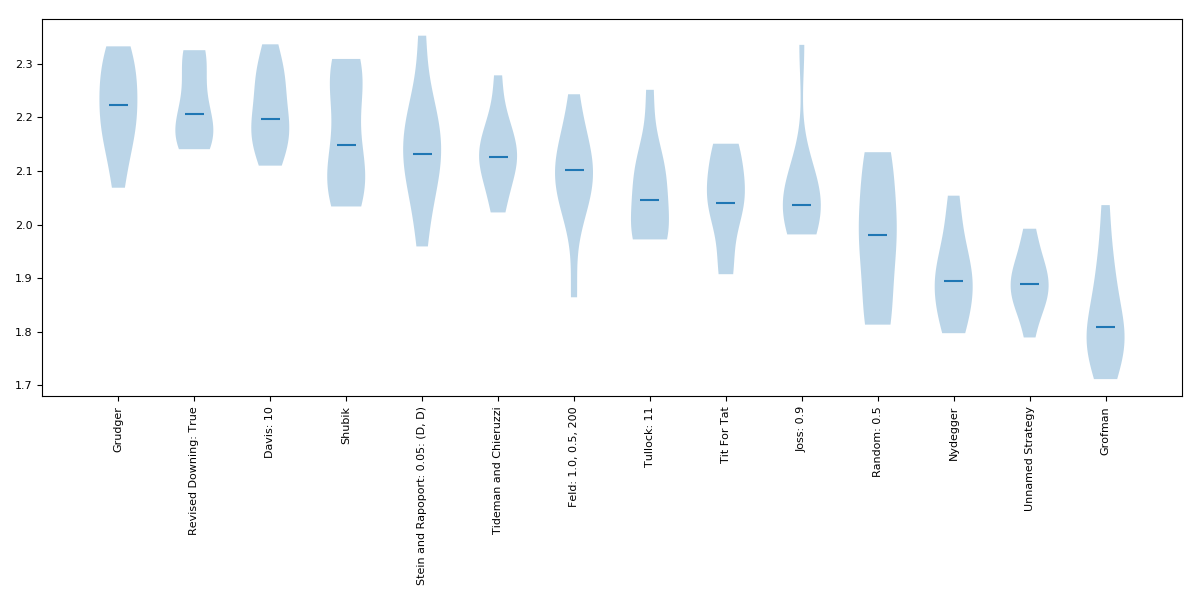 2.3
2.2
2.1
2.0
1.9
1.8
1.7
Grudger
Revised Downing: True
Davis: 10
Shubik
Stein and Rapoport: 0.05: (D, D)
Tideman and Chieruzzi
Feld: 1.0, 0.5, 200
Tullock: 11
Tit For Tat
Joss: 0.9
Random: 0.5
Nydegger
Unnamed Strategy
Grofman